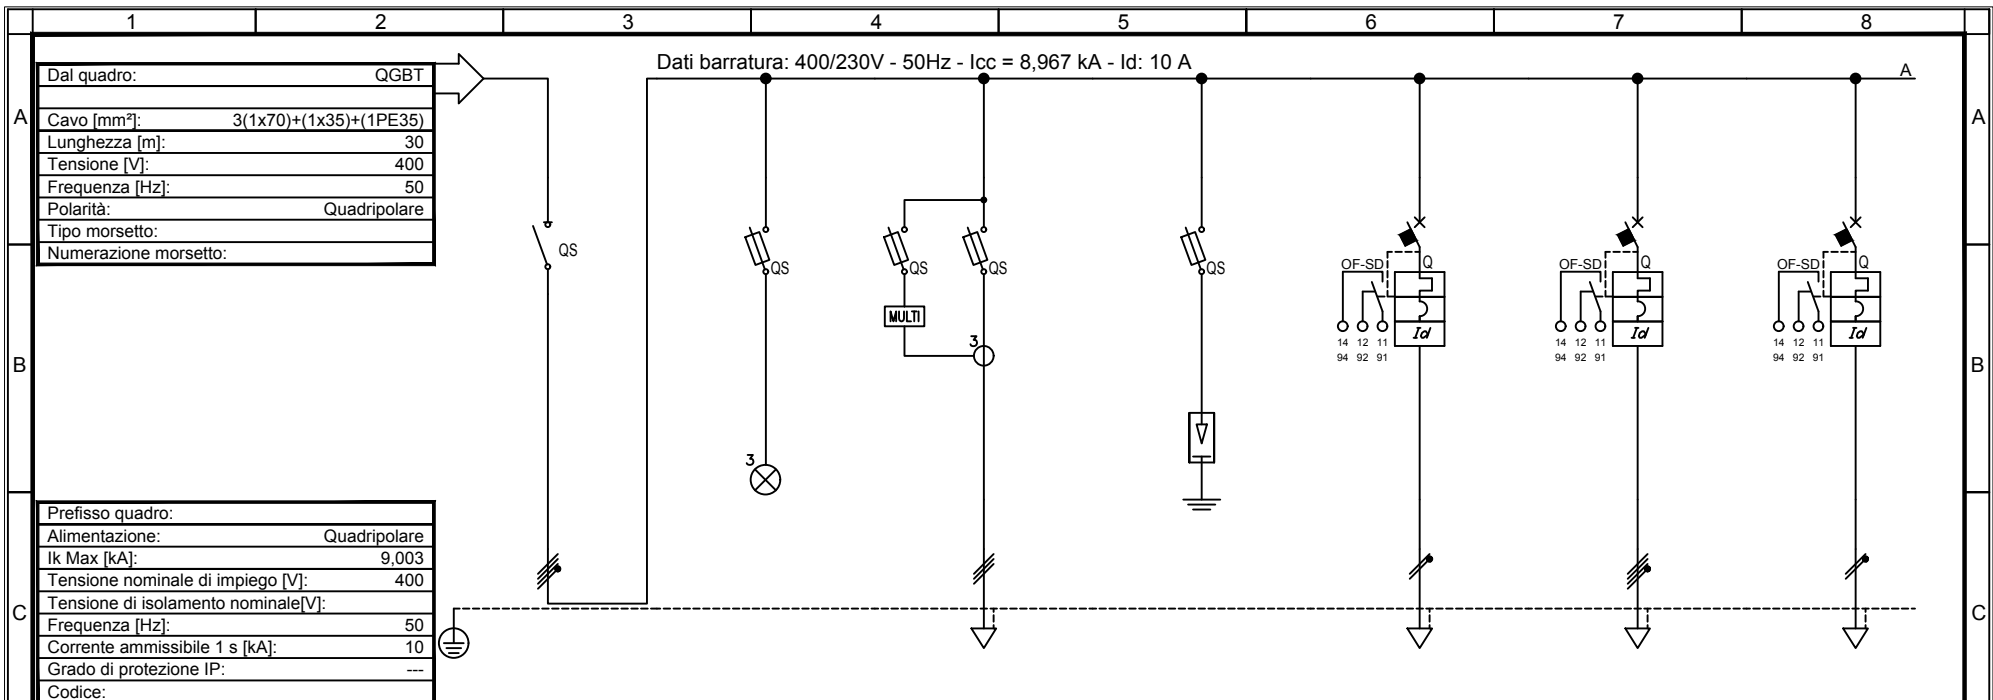 1 2 3 4 5 6 7 8
Dati barratura: 400/230V - 50Hz - Icc = 8,967 kA - Id: 10 A
A
A
A
Dal quadro: QGBT
Cavo [mm²]: 3(1x70)+(1x35)+(1PE35)
Lunghezza [m]: 30
Tensione [V]: 400
Frequenza [Hz]: 50
Polarità: Quadripolare
Tipo morsetto:
Numerazione morsetto:
QS
QS
QS
QS
QS
OF-SD Q
OF-SD Q
OF-SD Q
MULTI
Id
Id
Id
14 12 11
94 92 91
14 12 11
94 92 91
14 12 11
94 92 91
3
B
B
3
Prefisso quadro:
Alimentazione: Quadripolare
Ik Max [kA]: 9,003
Tensione nominale di impiego [V]: 400
Tensione di isolamento nominale[V]:
Frequenza [Hz]: 50
Corrente ammissibile 1 s [kA]: 10
Grado di protezione IP: ---
Codice:
C
C